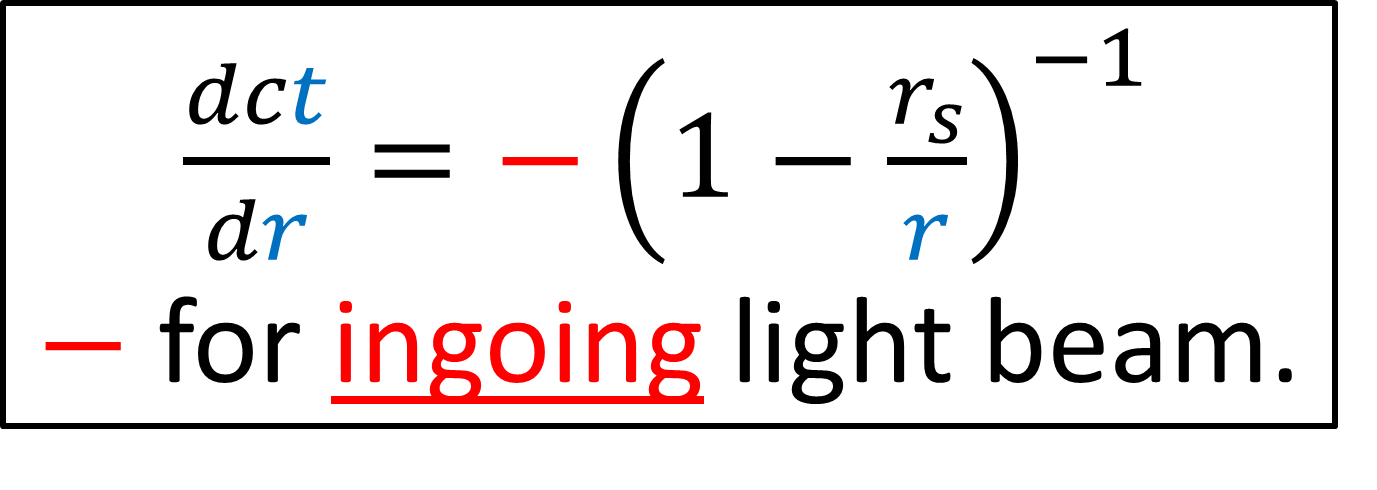 dct/dr = − (1 − r_s/r)^−1
− for ingoing light beam.